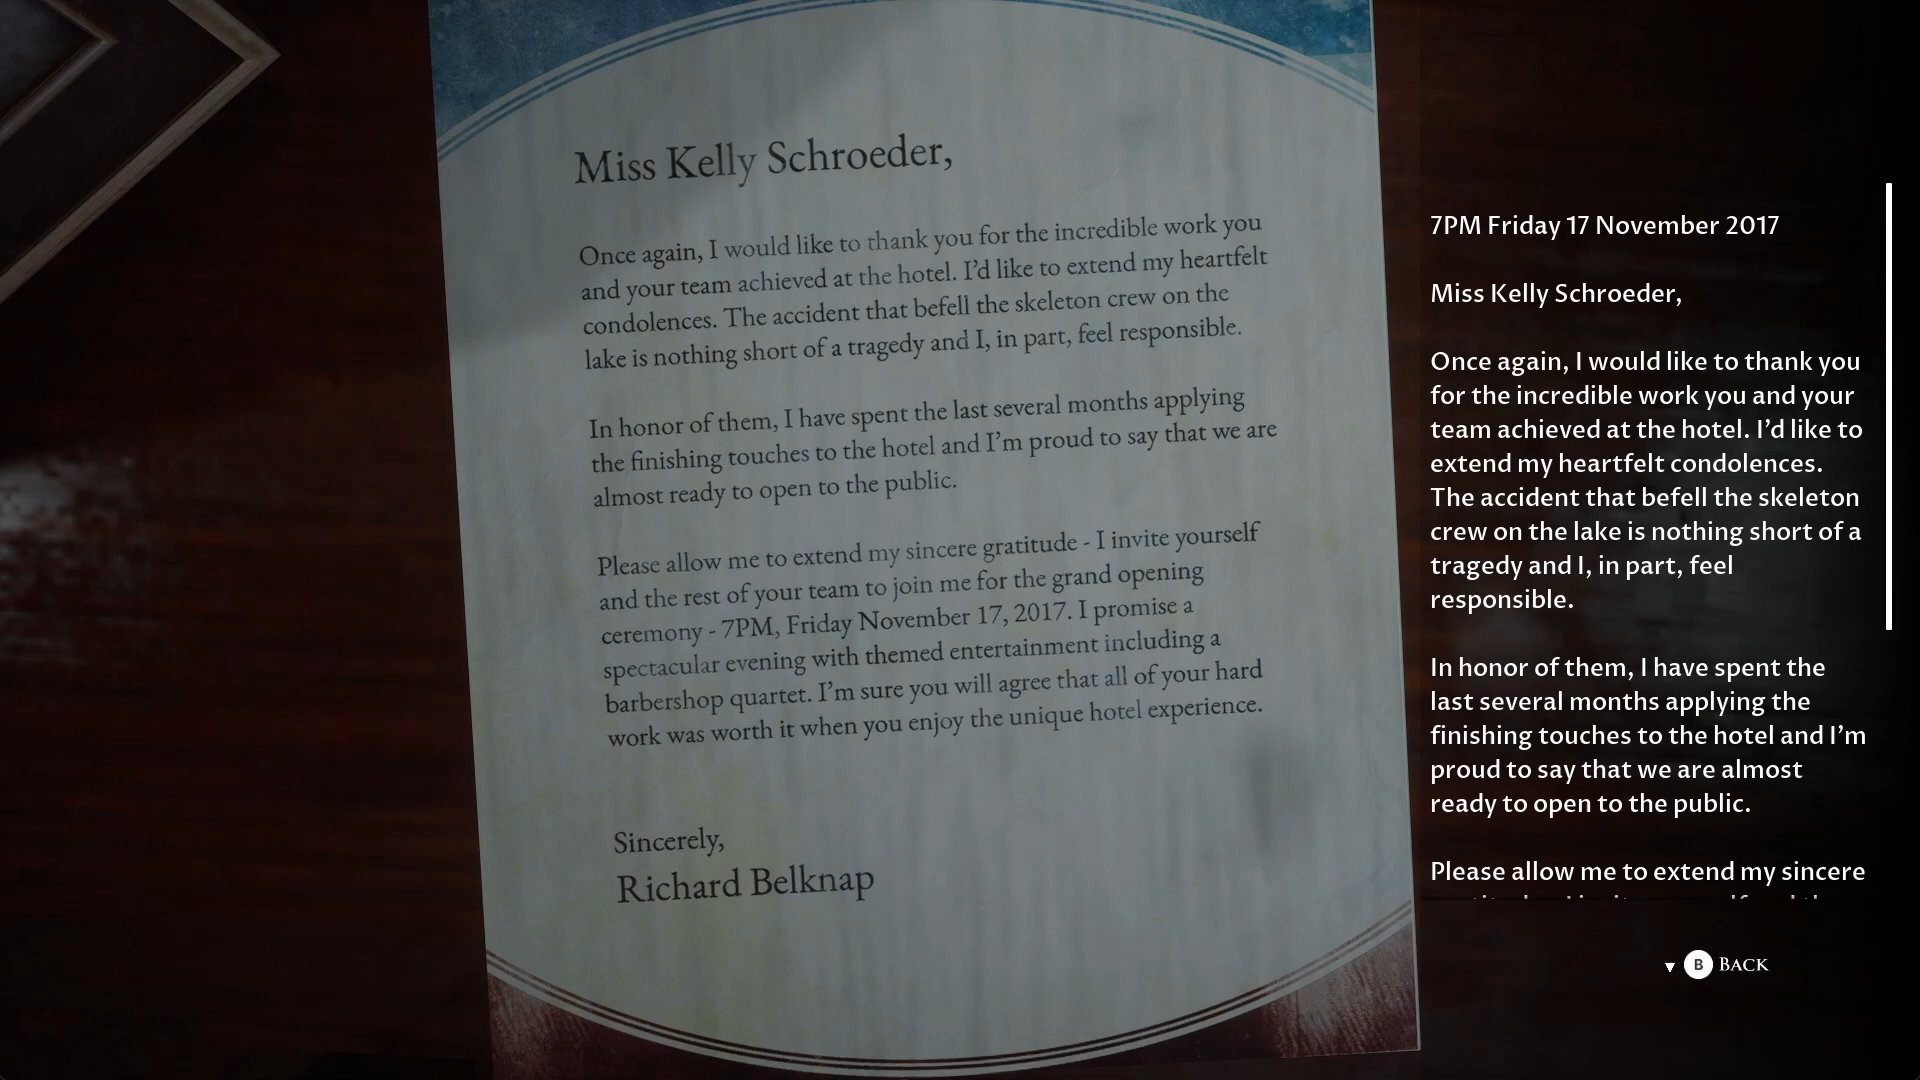 Miss Kelly Schroeder,
Once again, I would like to thank you for the incredible work you
and your team achieved at the hotel. I'd like to extend my heartfelt
condolences. The accident that befell the skeleton crew on the
lake is nothing short of a tragedy and I, in part, feel responsible.
In honor of them, I have spent the last several months applying
the finishing touches to the hotel and I'm proud to say that we are
almost ready to open to the public.
Please allow me to extend my sincere gratitude - I invite yourself
and the rest of your team to join me for the grand opening
ceremony - 7PM, Friday November 17, 2017. I promise a
spectacular evening with themed entertainment including a
barbershop quartet. I'm sure you will agree that all of your hard
work was worth it when you enjoy the unique hotel experience.
Sincerely,
Richard Belknap
7PM Friday 17 November 2017
Miss Kelly Schroeder,
Once again, I would like to thank you
for the incredible work you and your
team achieved at the hotel. I'd like to
extend my heartfelt condolences.
The accident that befell the skeleton
crew on the lake is nothing short of a
tragedy and I, in part, feel
responsible.
In honor of them, I have spent the
last several months applying the
finishing touches to the hotel and I'm
proud to say that we are almost
ready to open to the public.
Please allow me to extend my sincere
B BACK